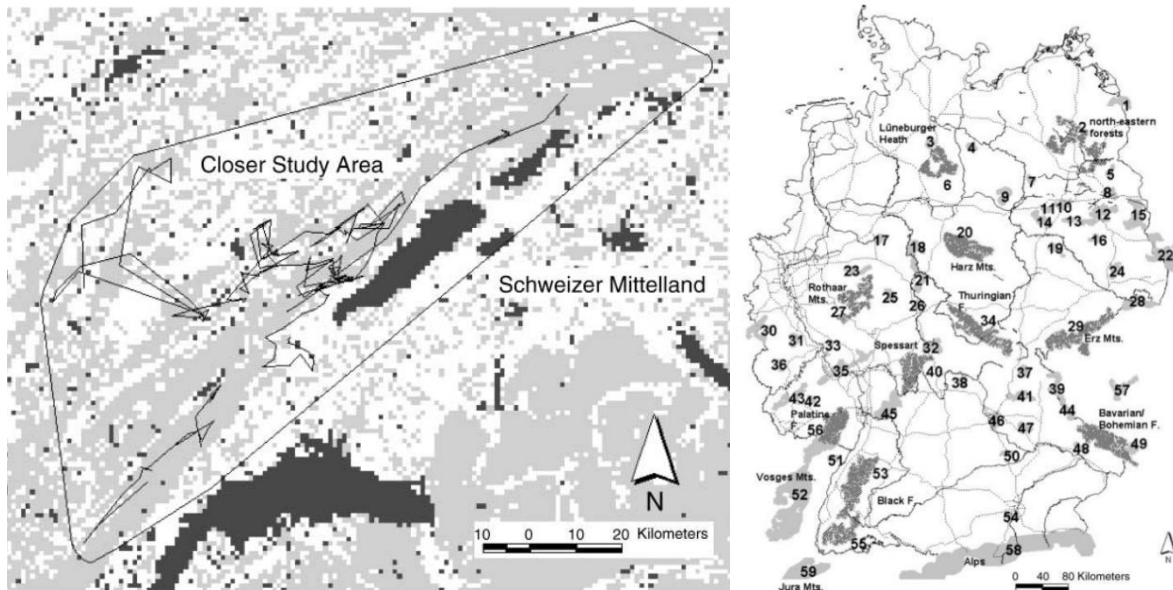 Closer Study Area
Schweizer Mittelland
N
10 0 10 20 Kilometers
1
2 north-eastern
forests
Lüneburger
Heath
3
4
5
6
7
8
9
11 10
12
13
14
15
16
17
18
19
20
Harz Mts.
21
22
23
Rothaar
Mts.
24
25
26
27
28
Thuringian
F.
34
29
Erz Mts.
30
31
Spessart
32
33
35
36
37
38
39
40
41
43 42
Palatine
F.
56
44
45
46
47
57
Bavarian/
Bohemian F.
48
49
50
51
Vosges Mts.
52
53
Black F.
54
55
58
Alps
59
Jura Mts.
N
0 40 80 Kilometers